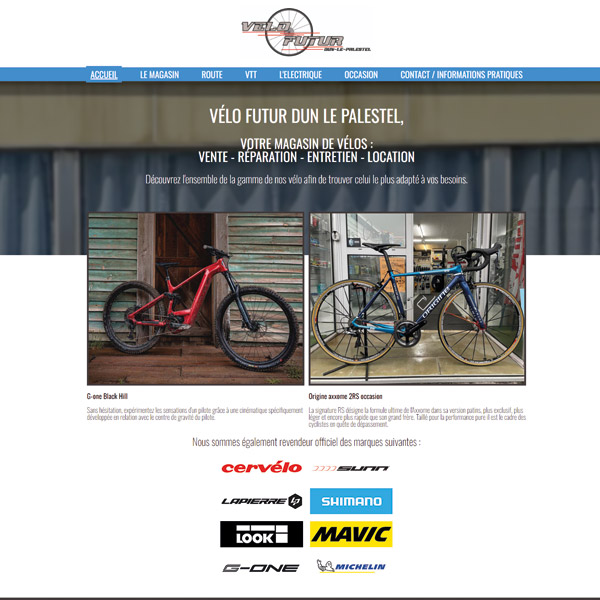 VÉLO
FUTUR
DUN-LE-PALESTEL
ACCUEIL LE MAGASIN ROUTE VTT L'ELECTRIQUE OCCASION CONTACT / INFORMATIONS PRATIQUES
VÉLO FUTUR DUN LE PALESTEL,
VOTRE MAGASIN DE VÉLOS :
VENTE - RÉPARATION - ENTRETIEN - LOCATION
Découvrez l'ensemble de la gamme de nos vélo afin de trouver celui le plus adapté à vos besoins.
ORIGINE
G-one Black Hill
Sans hésitation, expérimentez les sensations d'un pilote grâce à une cinématique spécifiquement
développée en relation avec le centre de gravité du pilote.
Origine axxome 2RS occasion
La signature RS désigne la formule ultime de l'Axxome dans sa version patins, plus exclusif, plus
léger et encore plus rapide que son grand frère. Taillé pour la performance pure il est le cadre des
cyclistes en quête de dépassement.
Nous sommes également revendeur officiel des marques suivantes :
cervélo SUNN
LAPIERRE SHIMANO
LOOK MAVIC
G-ONE MICHELIN